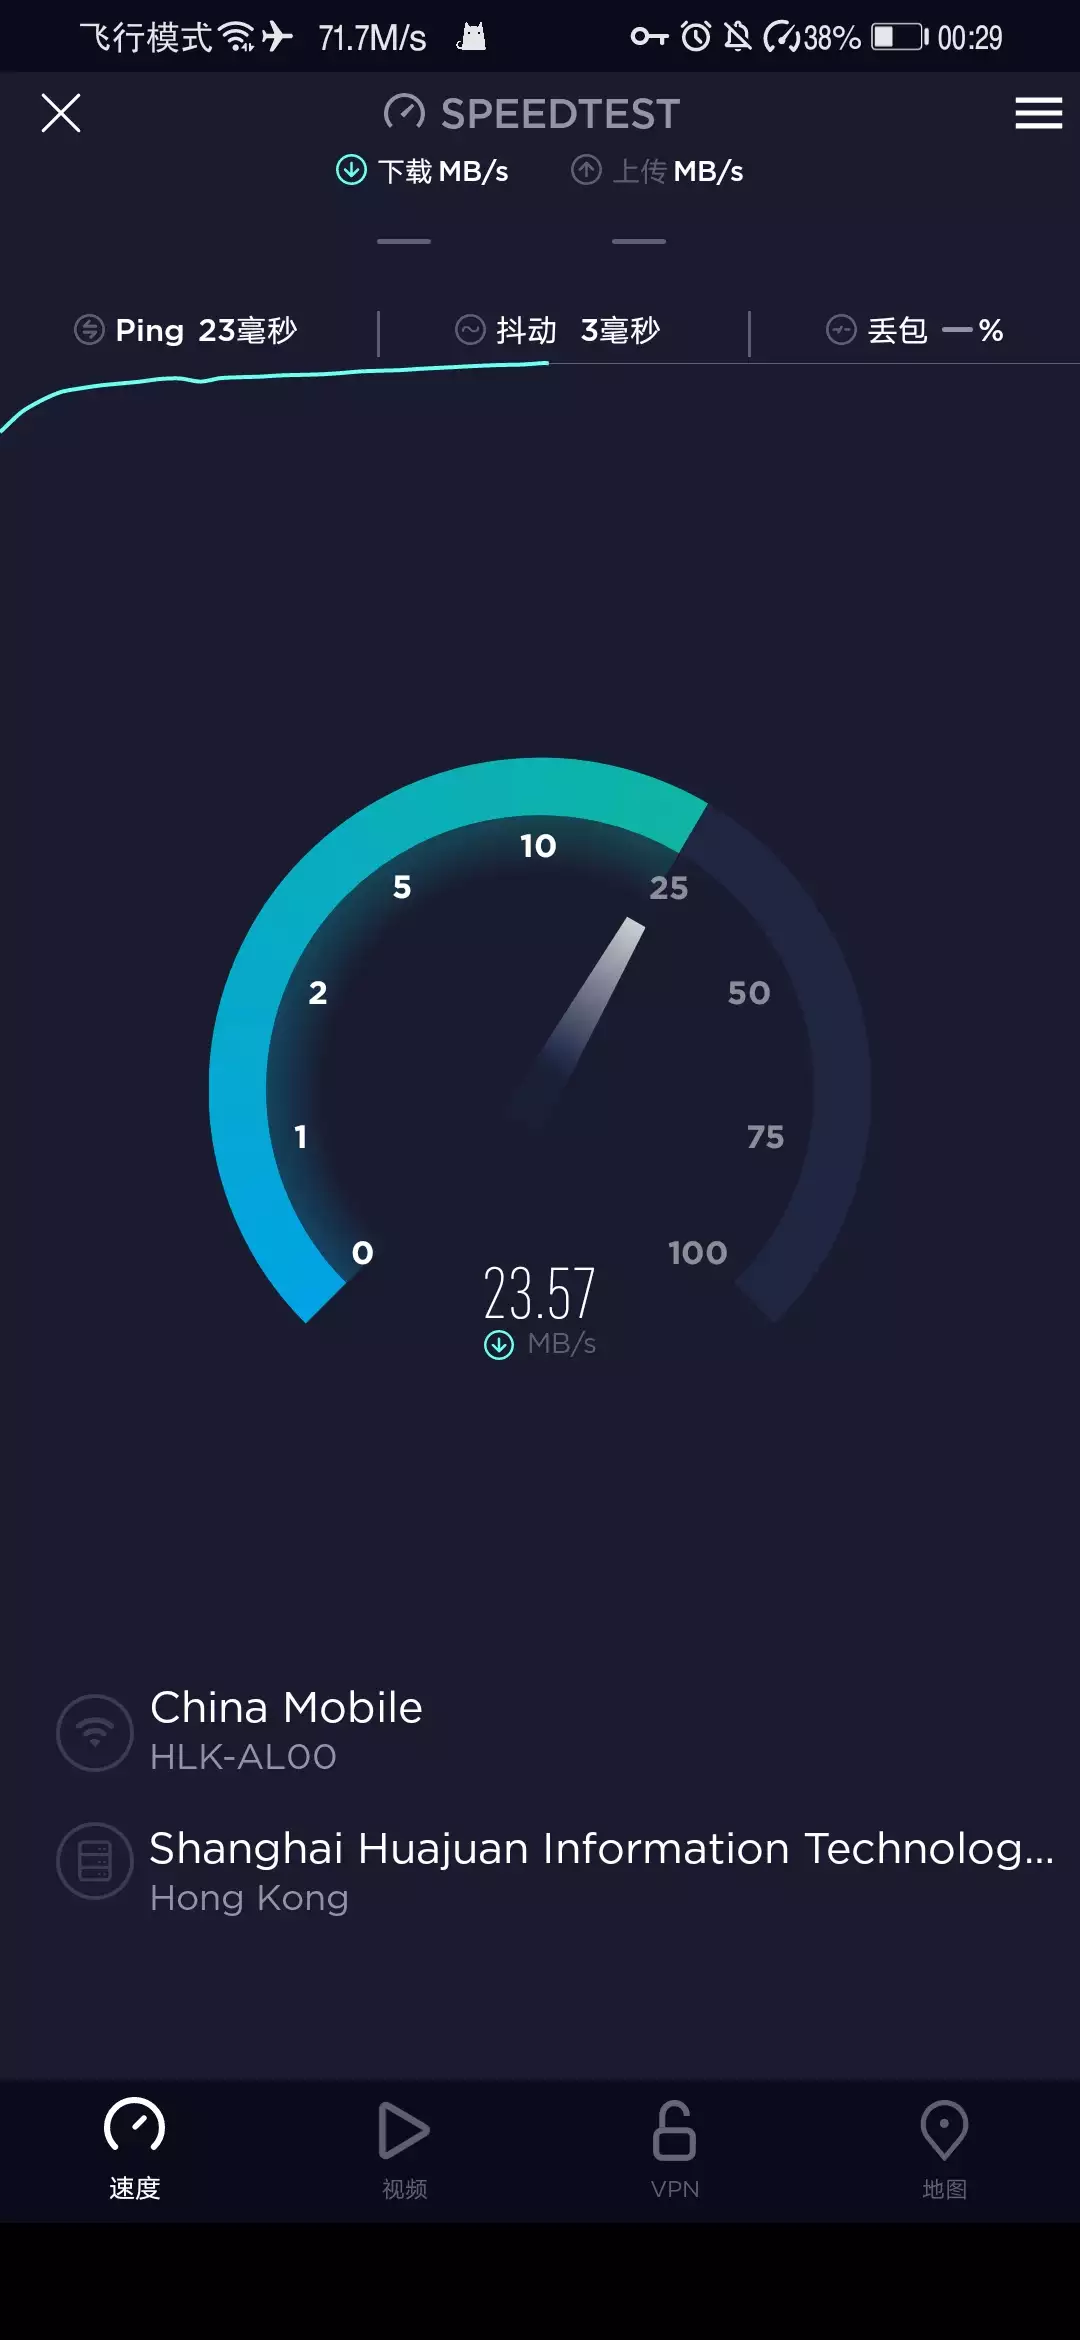 飞行模式 71.7M/s 38% 00:29
SPEEDTEST
下载 MB/s 上传 MB/s
Ping 23毫秒 抖动 3毫秒 丢包 —%
10
5 25
2 50
1 75
0 100
23.57
MB/s
China Mobile
HLK-AL00
Shanghai Huajuan Information Technolog...
Hong Kong
速度 视频 VPN 地图